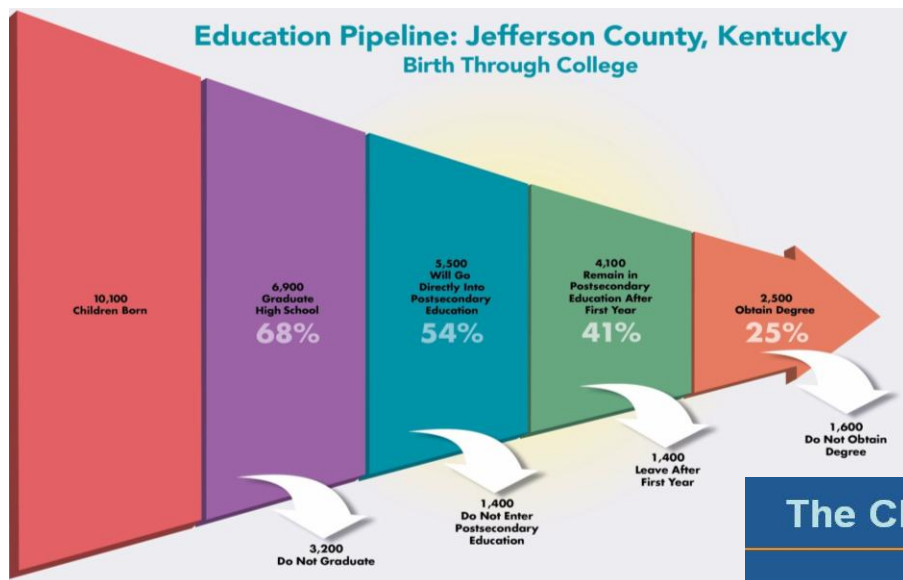 Education Pipeline: Jefferson County, Kentucky
Birth Through College
10,100
Children Born
6,900
Graduate
High School
68%
5,500
Will Go
Directly Into
Postsecondary
Education
54%
4,100
Remain in
Postsecondary
Education After
First Year
41%
2,500
Obtain Degree
25%
3,200
Do Not Graduate
1,400
Do Not Enter
Postsecondary
Education
1,400
Leave After
First Year
1,600
Do Not Obtain
Degree
The